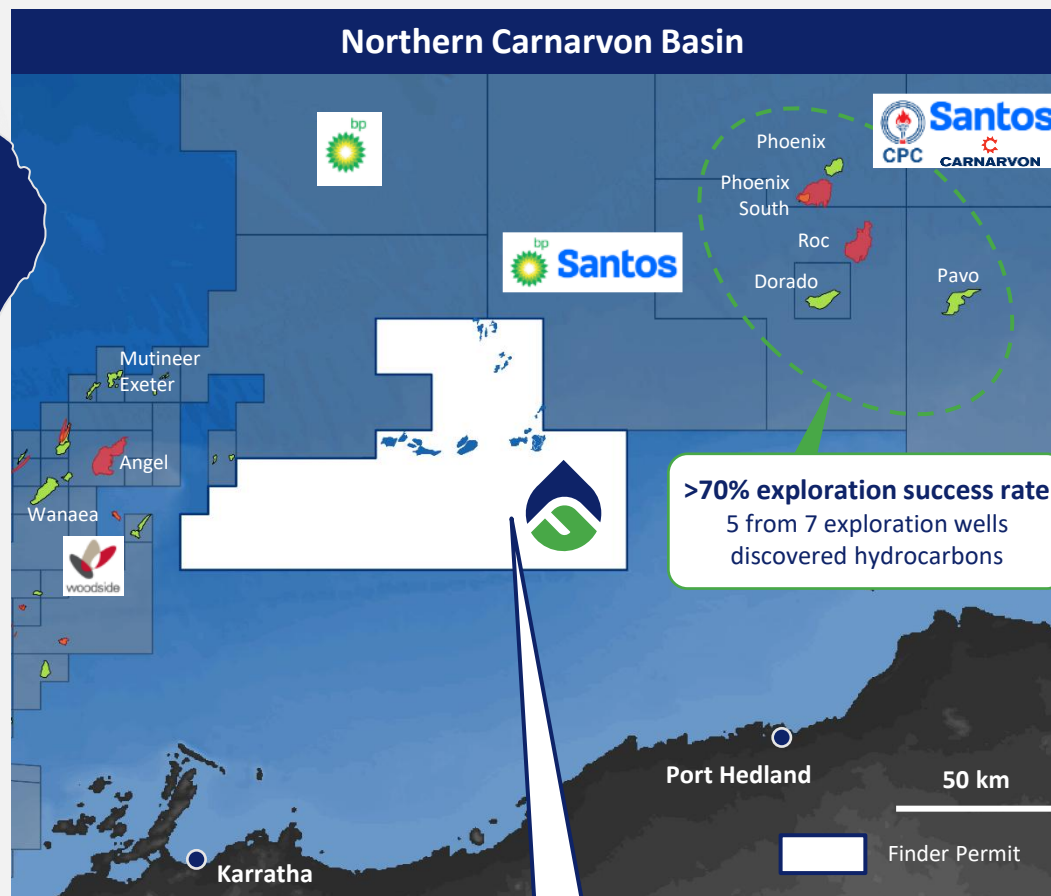 Northern Carnarvon Basin
bp
CPC
Santos
CARNARVON
Phoenix
Phoenix
South
Roc
Dorado
Pavo
bp
Santos
Mutineer
Exeter
Angel
Wanaea
woodside
>70% exploration success rate
5 from 7 exploration wells
discovered hydrocarbons
Port Hedland
50 km
Karratha
Finder Permit